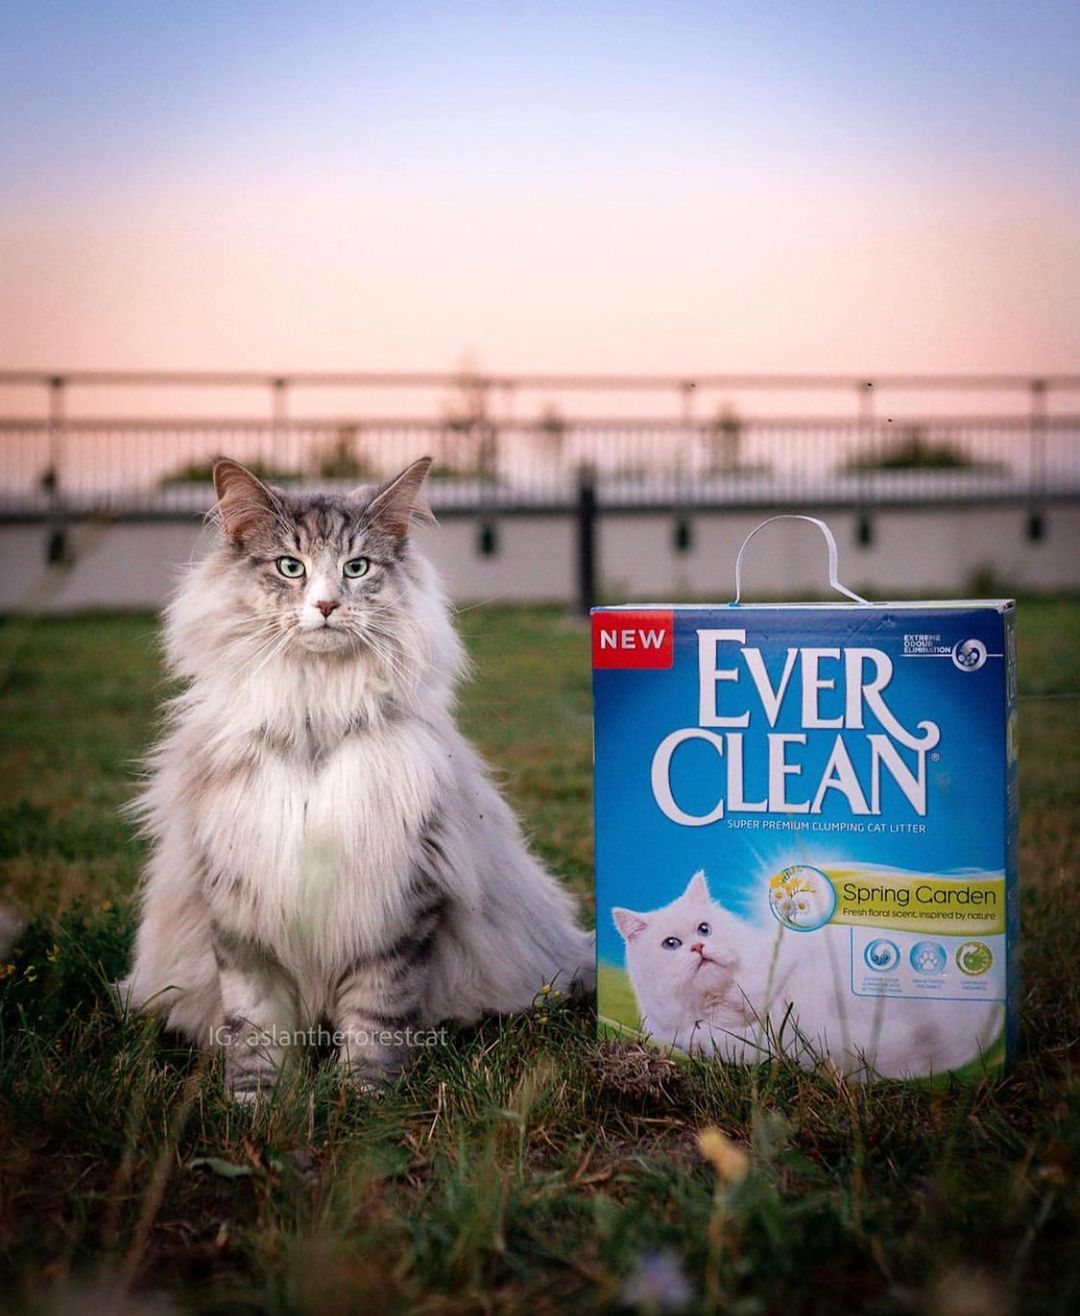 NEW
EXTREME
ODOUR
ELIMINATION
EVER
CLEAN®
SUPER PREMIUM CLUMPING CAT LITTER
Spring Garden
Fresh floral scent, inspired by nature
IG: aslantheforestcat